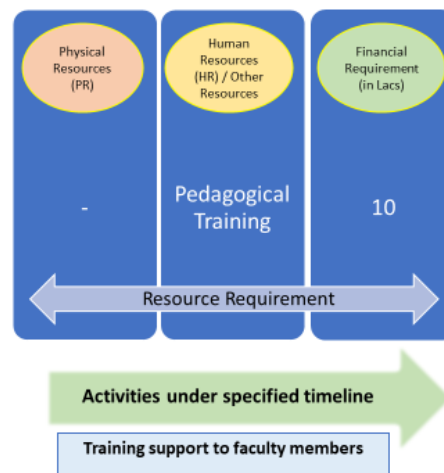 Physical
Resources
(PR)
Human
Resources
(HR) / Other
Resources
Financial
Requirement
(in Lacs)
-
Pedagogical
Training
10
Resource Requirement
Activities under specified timeline
Training support to faculty members